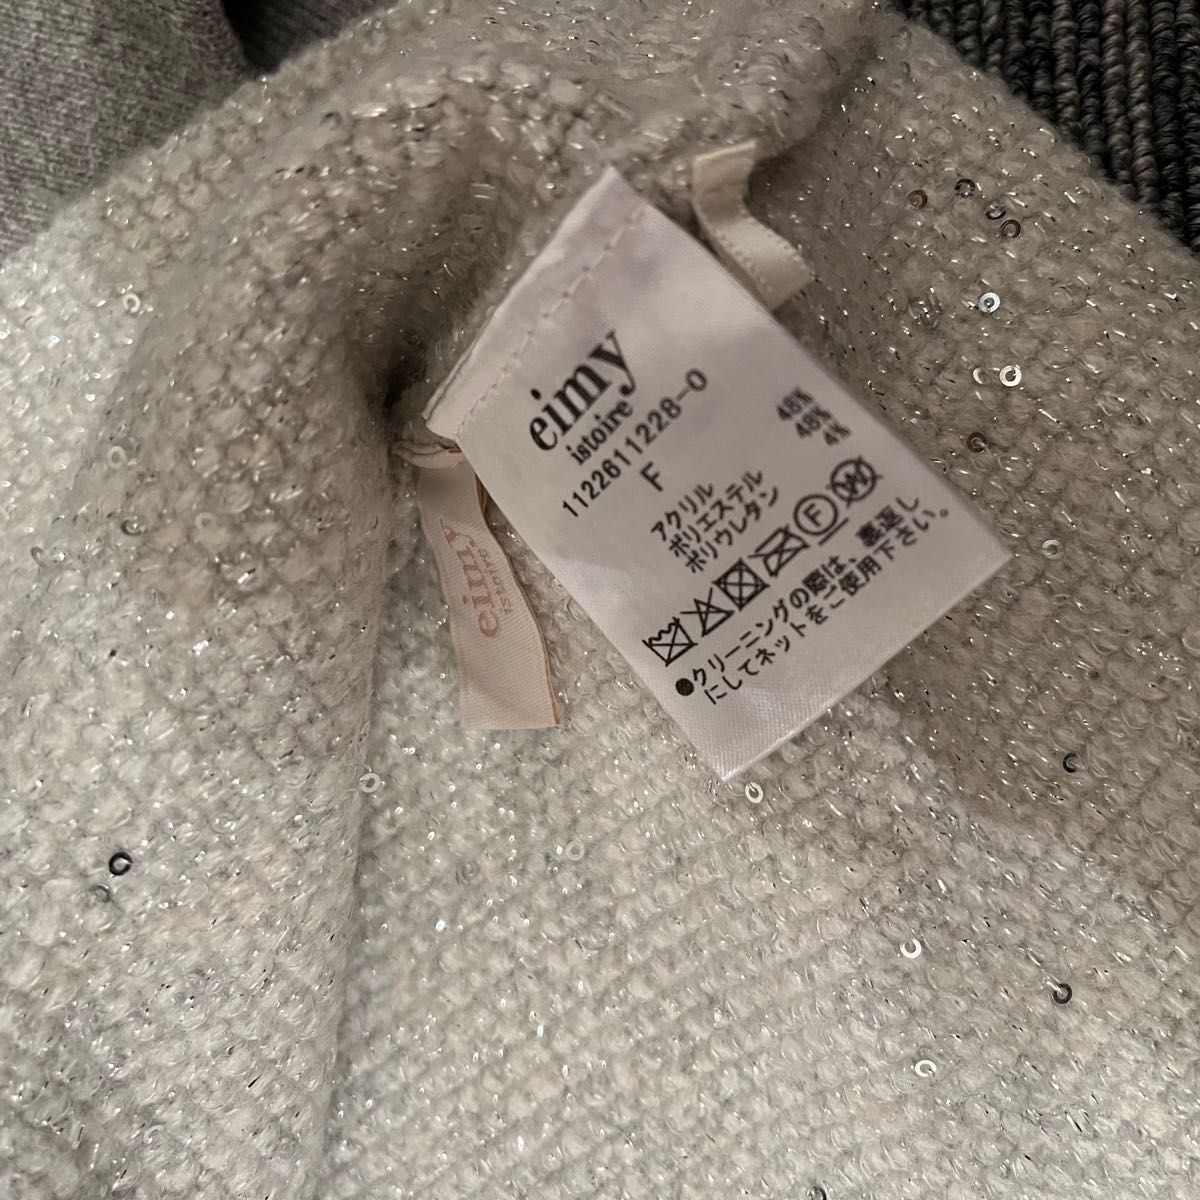 eimy
istoire
1122611228-0
F
アクリル 48%
ポリエステル 48%
ポリウレタン 4%
F W
●クリーニングの際は、裏返し
にしてネットをご使用下さい。
eimy
istoire